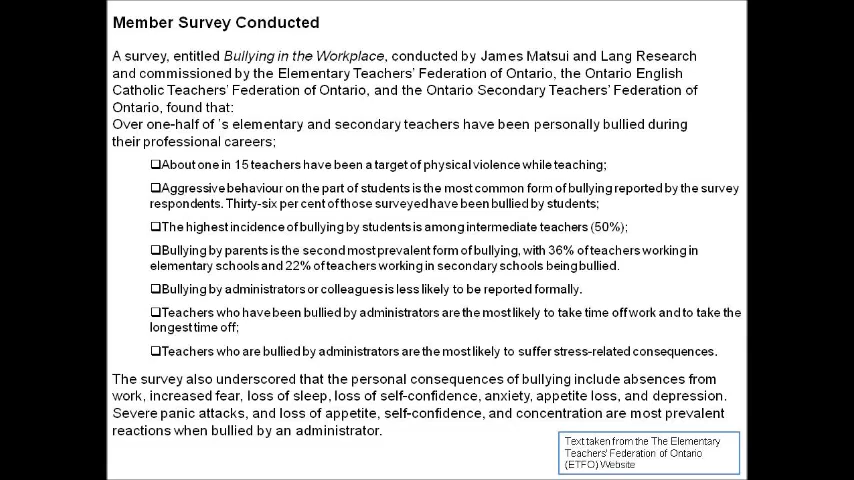 Member Survey Conducted
A survey, entitled Bullying in the Workplace, conducted by James Matsui and Lang Research
and commissioned by the Elementary Teachers' Federation of Ontario, the Ontario English
Catholic Teachers' Federation of Ontario, and the Ontario Secondary Teachers' Federation of
Ontario, found that:
Over one-half of 's elementary and secondary teachers have been personally bullied during
their professional careers;
❑About one in 15 teachers have been a target of physical violence while teaching;
❑Aggressive behaviour on the part of students is the most common form of bullying reported by the survey
respondents. Thirty-six per cent of those surveyed have been bullied by students;
❑The highest incidence of bullying by students is among intermediate teachers (50%);
❑Bullying by parents is the second most prevalent form of bullying, with 36% of teachers working in
elementary schools and 22% of teachers working in secondary schools being bullied.
❑Bullying by administrators or colleagues is less likely to be reported formally.
❑Teachers who have been bullied by administrators are the most likely to take time off work and to take the
longest time off;
❑Teachers who are bullied by administrators are the most likely to suffer stress-related consequences.
The survey also underscored that the personal consequences of bullying include absences from
work, increased fear, loss of sleep, loss of self-confidence, anxiety, appetite loss, and depression.
Severe panic attacks, and loss of appetite, self-confidence, and concentration are most prevalent
reactions when bullied by an administrator.
Text taken from the The Elementary
Teachers' Federation of Ontario
(ETFO) Website